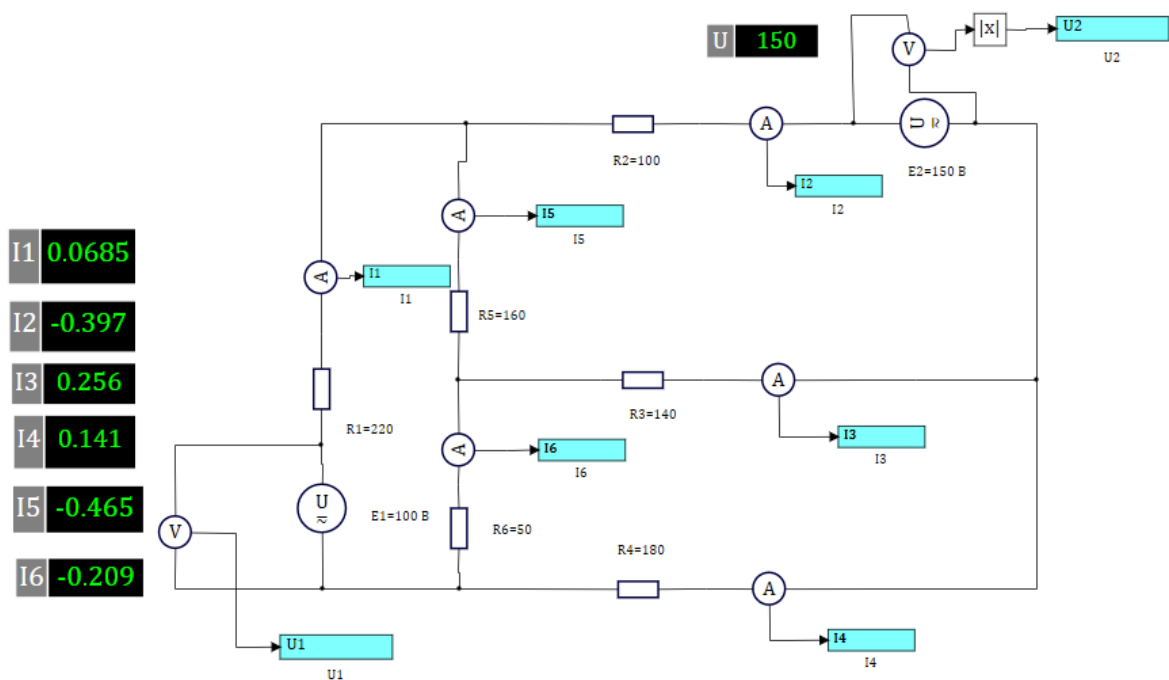 U 150
V
|x|
U2
U2
A
U
≂
R2=100
E2=150 В
I2
I2
A
I5
I5
I1 0.0685
A
I1
I1
R5=160
I2 -0.397
I3 0.256
A
R3=140
I4 0.141
R1=220
A
I3
I3
I6
I6
I5 -0.465
U
≂
E1=100 В
R6=50
V
R4=180
I6 -0.209
A
U1
U1
I4
I4